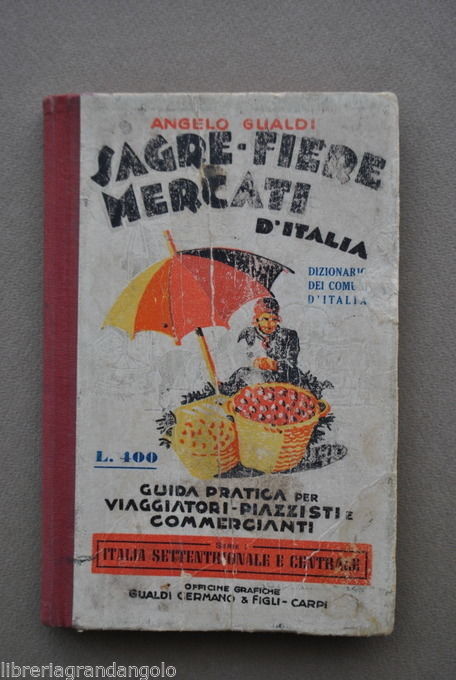 ANGELO GUALDI
SAGRE-FIERE
MERCATI
D'ITALIA
DIZIONARIO
DEI COMU
D'ITALIA
L. 400
GUIDA PRATICA PER
VIAGGIATORI-PIAZZISTI E
COMMERCIANTI
SERIE I
ITALIA SETTENTRIONALE E CENTRALE
OFFICINE GRAFICHE
GUALDI GERMANO & FIGLI-CARPI
libreriagrandangolo